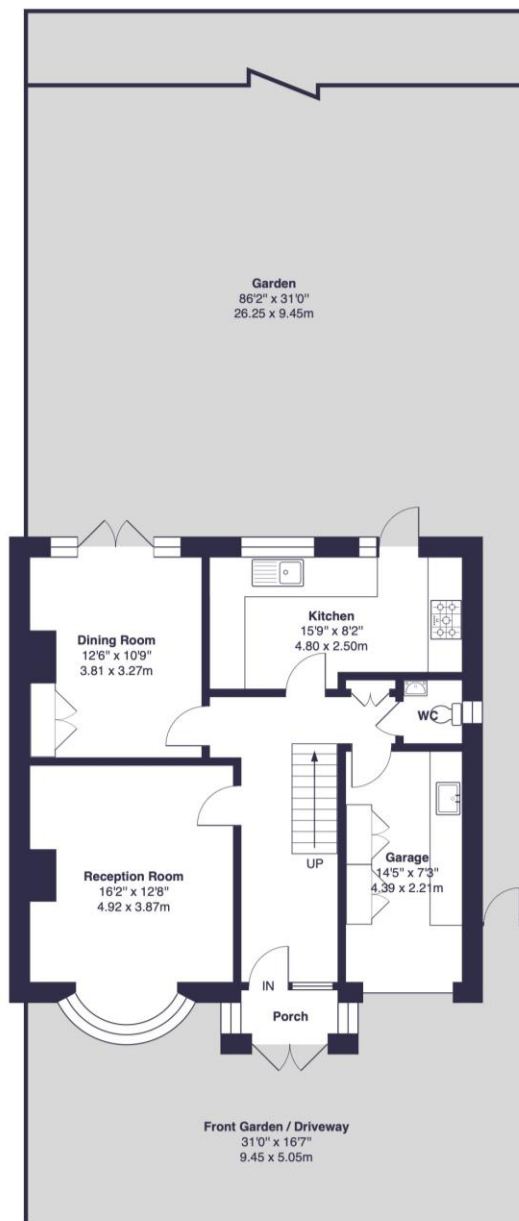 Garden
86'2" x 31'0"
26.25 x 9.45m
Kitchen
15'9" x 8'2"
4.80 x 2.50m
Dining Room
12'6" x 10'9"
3.81 x 3.27m
WC
Reception Room
16'2" x 12'8"
4.92 x 3.87m
UP
Garage
14'5" x 7'3"
4.39 x 2.21m
IN
Porch
Front Garden / Driveway
31'0" x 16'7"
9.45 x 5.05m